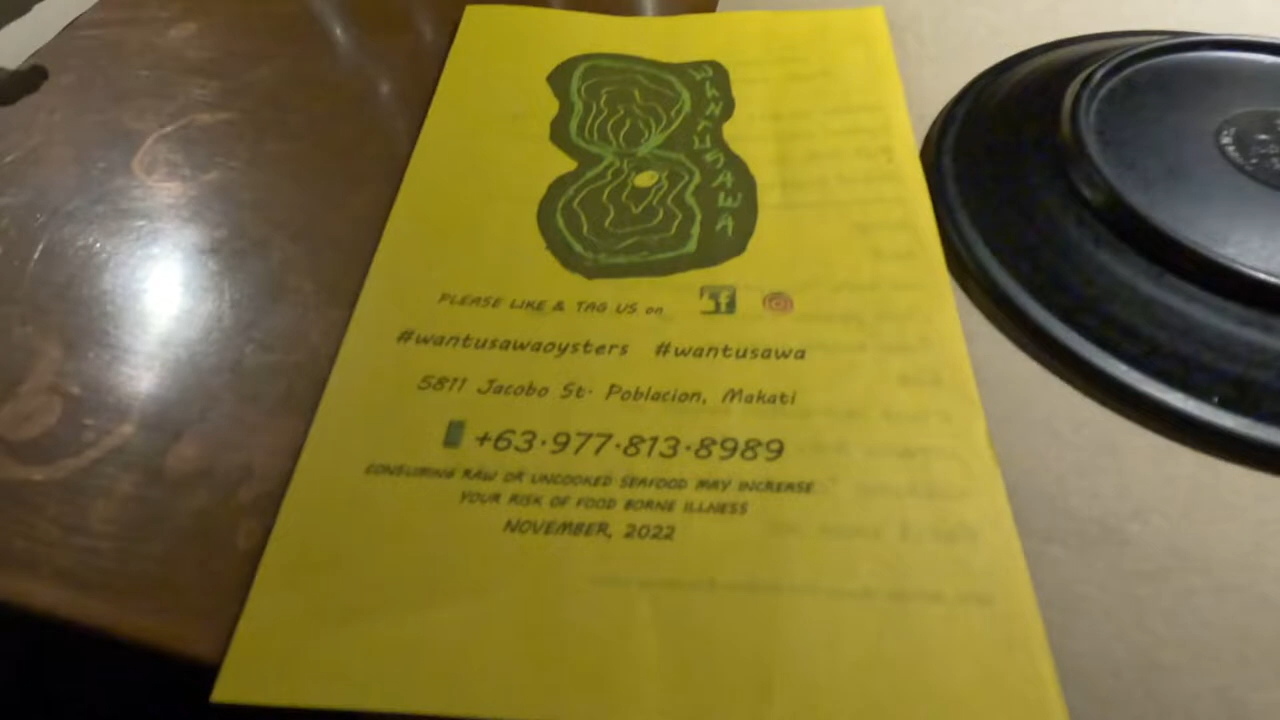 WANTUSAWA
PLEASE LIKE & TAG US on
#wantusawaoysters #wantusawa
5811 Jacobo St. Poblacion, Makati
+63·977·813·8989
CONSUMING RAW OR UNCOOKED SEAFOOD MAY INCREASE
YOUR RISK OF FOOD BORNE ILLNESS
NOVEMBER, 2022